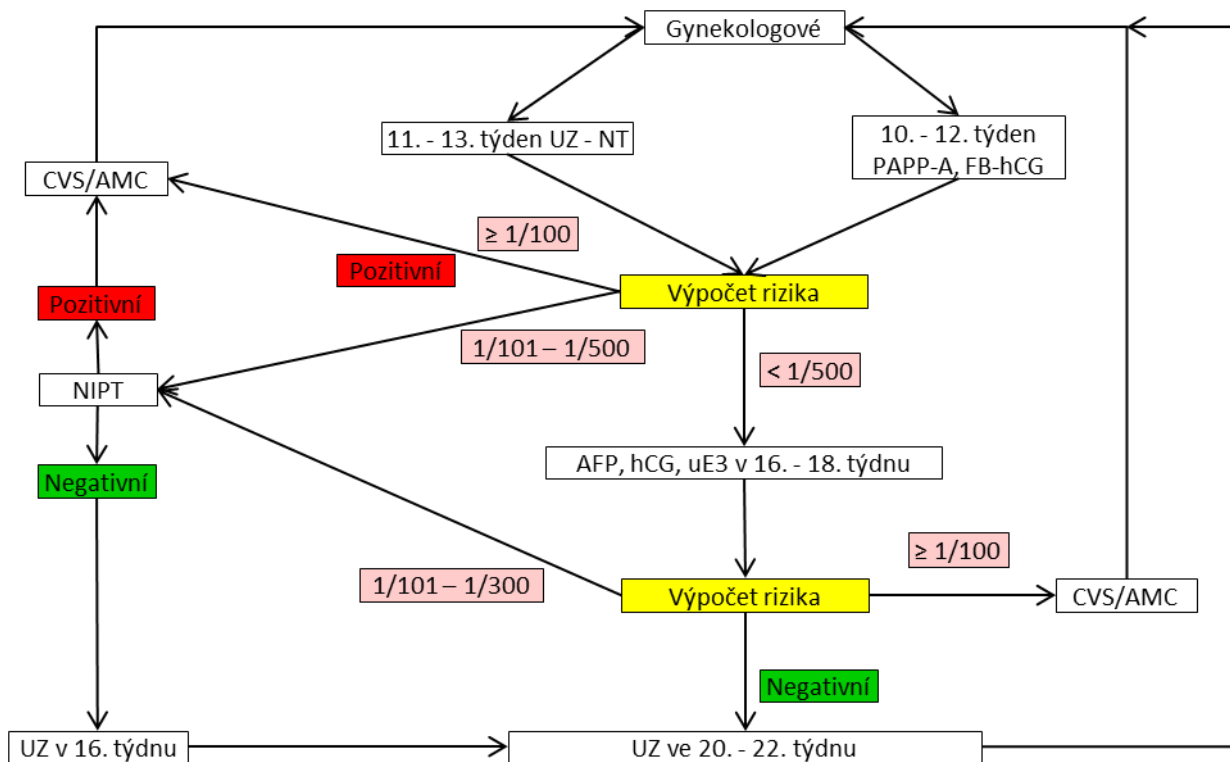 Gynekologové
11. - 13. týden UZ - NT
10. - 12. týden
PAPP-A, FB-hCG
CVS/AMC
≥ 1/100
Pozitivní
Výpočet rizika
Pozitivní
1/101 – 1/500
< 1/500
NIPT
AFP, hCG, uE3 v 16. - 18. týdnu
Negativní
≥ 1/100
1/101 – 1/300
Výpočet rizika
CVS/AMC
Negativní
UZ v 16. týdnu
UZ ve 20. - 22. týdnu